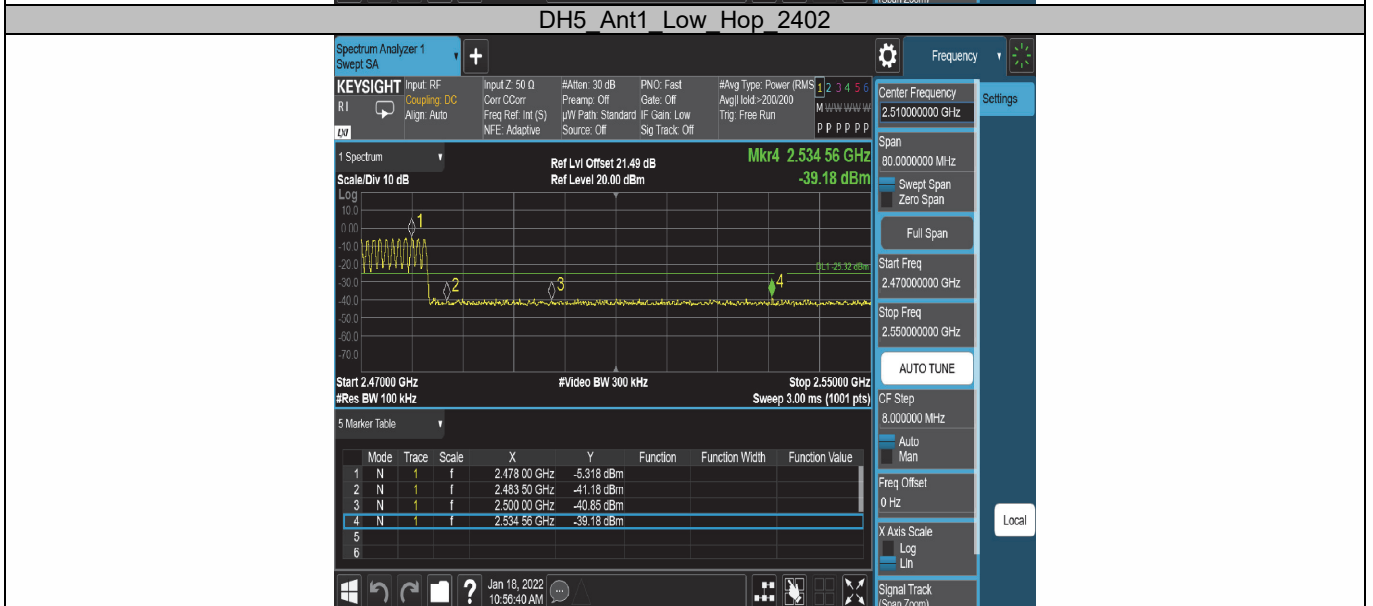 (Span Zoom)
DH5_Ant1_Low_Hop_2402
Spectrum Analyzer 1
Swept SA
+
Frequency
KEYSIGHT
RI
LXI
Input: RF
Coupling: DC
Align: Auto
Input Z: 50 Ω
Corr CCorr
Freq Ref: Int (S)
NFE: Adaptive
#Atten: 30 dB
Preamp: Off
µW Path: Standard
Source: Off
PNO: Fast
Gate: Off
IF Gain: Low
Sig Track: Off
#Avg Type: Power (RMS
Avg|Hold:>200/200
Trig: Free Run
1 2 3 4 5 6
M W W W W W
P P P P P P
Center Frequency
2.510000000 GHz
Settings
Span
80.0000000 MHz
Swept Span
Zero Span
Full Span
Start Freq
2.470000000 GHz
Stop Freq
2.550000000 GHz
AUTO TUNE
CF Step
8.000000 MHz
Auto
Man
Freq Offset
0 Hz
X Axis Scale
Log
Lin
Signal Track
(Span Zoom)
Local
1 Spectrum
Scale/Div 10 dB
Ref Lvl Offset 21.49 dB
Ref Level 20.00 dBm
Mkr4 2.534 56 GHz
-39.18 dBm
Log
10.0
0.00
-10.0
-20.0
-30.0
-40.0
-50.0
-60.0
-70.0
1
2
3
4
DL1 -25.32 dBm
Start 2.47000 GHz
#Video BW 300 kHz
Stop 2.55000 GHz
#Res BW 100 kHz
Sweep 3.00 ms (1001 pts)
5 Marker Table
Mode Trace Scale X Y Function Function Width Function Value
1 N 1 f 2.478 00 GHz -5.318 dBm
2 N 1 f 2.483 50 GHz -41.18 dBm
3 N 1 f 2.500 00 GHz -40.85 dBm
4 N 1 f 2.534 56 GHz -39.18 dBm
5
6
?
Jan 18, 2022
10:56:40 AM